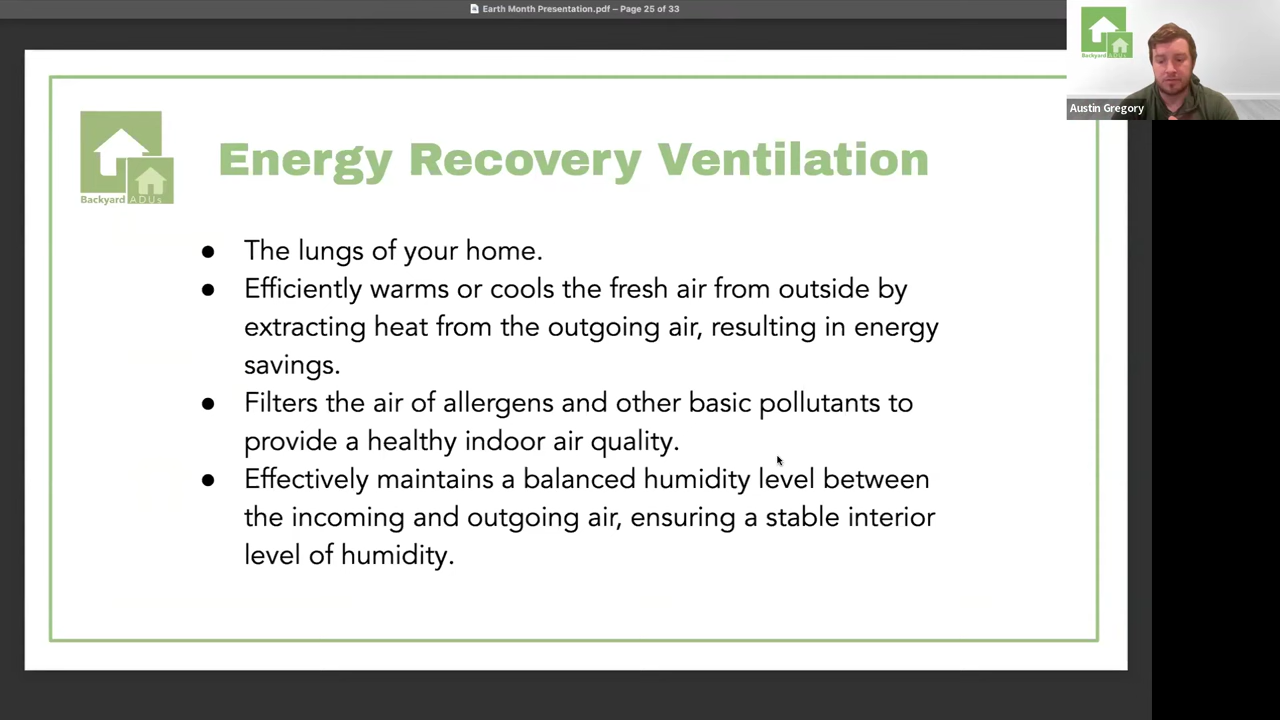 Earth Month Presentation.pdf – Page 25 of 33
Backyard ADUs
Austin Gregory
Backyard ADUs
Energy Recovery Ventilation
● The lungs of your home.
● Efficiently warms or cools the fresh air from outside by
extracting heat from the outgoing air, resulting in energy
savings.
● Filters the air of allergens and other basic pollutants to
provide a healthy indoor air quality.
● Effectively maintains a balanced humidity level between
the incoming and outgoing air, ensuring a stable interior
level of humidity.